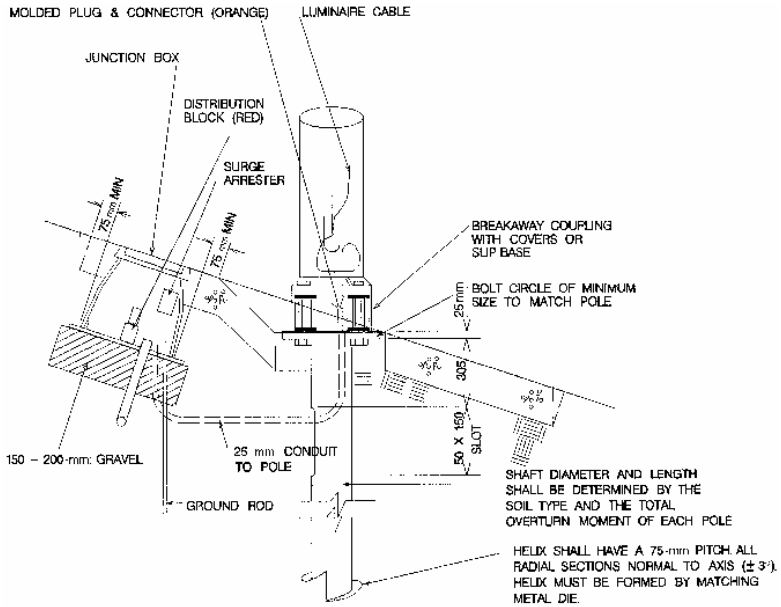 MOLDED PLUG & CONNECTOR (ORANGE)
LUMINAIRE CABLE
JUNCTION BOX
DISTRIBUTION
BLOCK (RED)
SURGE
ARRESTER
75 mm MIN
75 mm MIN
BREAKAWAY COUPLING
WITH COVERS OR
SLIP BASE
BOLT CIRCLE OF MINIMUM
SIZE TO MATCH POLE
25 mm
305
50 X 150
SLOT
150 - 200-mm: GRAVEL
25 mm CONDUIT
TO POLE
GROUND ROD
SHAFT DIAMETER AND LENGTH
SHALL BE DETERMINED BY THE
SOIL TYPE AND THE TOTAL
OVERTURN MOMENT OF EACH POLE
HELIX SHALL HAVE A 75-mm PITCH. ALL
RADIAL SECTIONS NORMAL TO AXIS (± 3°).
HELIX MUST BE FORMED BY MATCHING
METAL DIE.